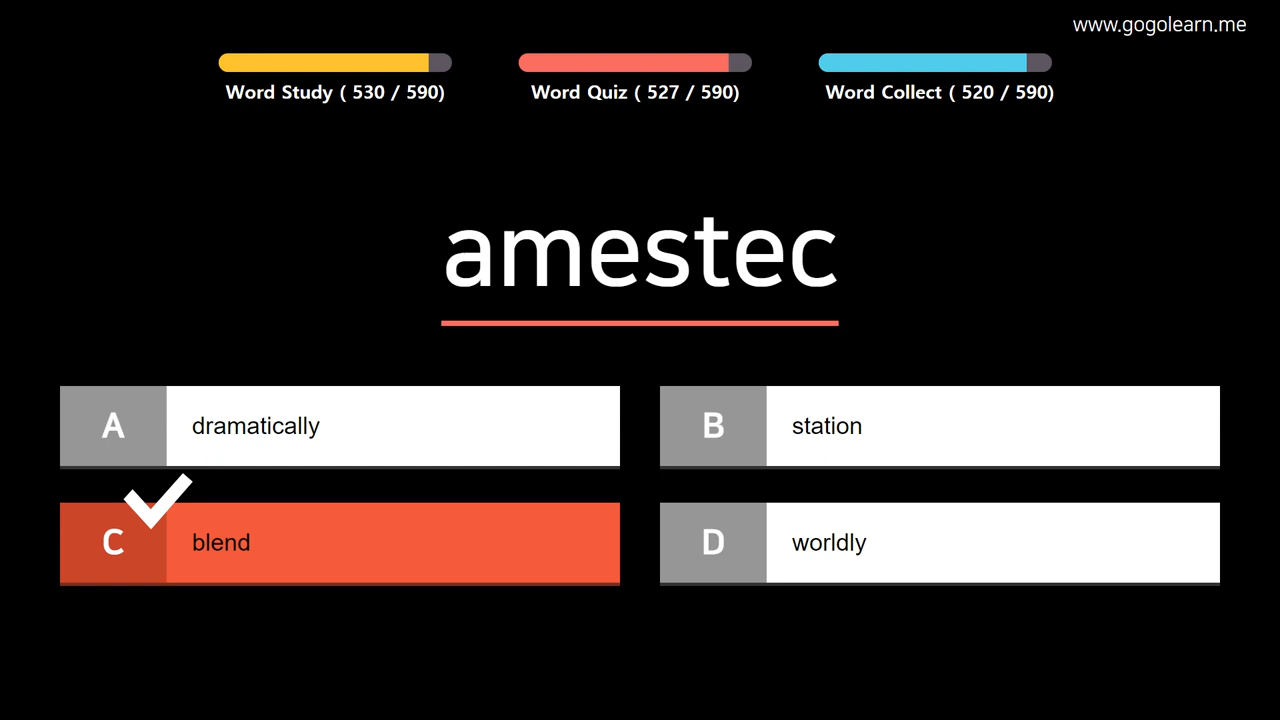 www.gogolearn.me
Word Study ( 530 / 590)
Word Quiz ( 527 / 590)
Word Collect ( 520 / 590)
amestec
A dramatically
B station
C blend
D worldly